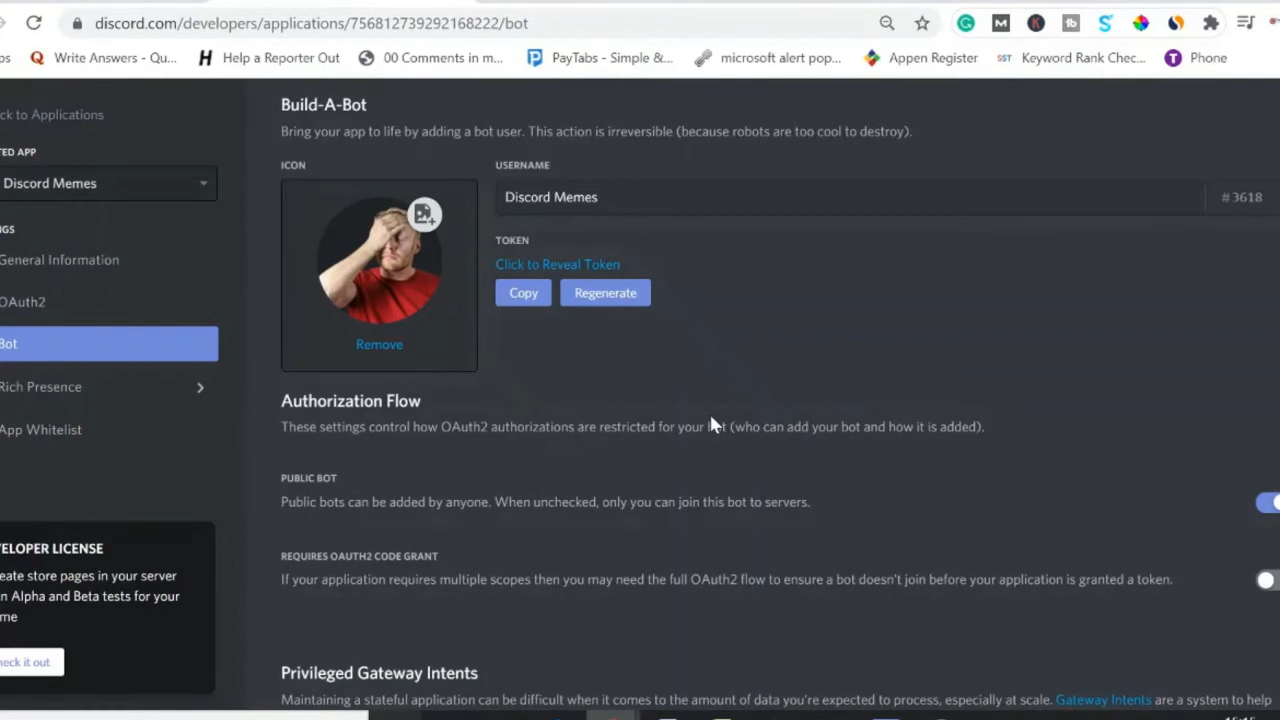 discord.com/developers/applications/756812739292168222/bot
ps Write Answers - Qu... Help a Reporter Out 00 Comments in m... PayTabs - Simple &... microsoft alert pop... Appen Register SST Keyword Rank Chec... Phone
ck to Applications
TED APP
Discord Memes
NGS
General Information
OAuth2
Bot
Rich Presence
App Whitelist
VELOPER LICENSE
eate store pages in your server
n Alpha and Beta tests for your
me
heck it out
Build-A-Bot
Bring your app to life by adding a bot user. This action is irreversible (because robots are too cool to destroy).
ICON
Remove
USERNAME
Discord Memes #3618
TOKEN
Click to Reveal Token
Copy Regenerate
Authorization Flow
These settings control how OAuth2 authorizations are restricted for your bot (who can add your bot and how it is added).
PUBLIC BOT
Public bots can be added by anyone. When unchecked, only you can join this bot to servers.
REQUIRES OAUTH2 CODE GRANT
If your application requires multiple scopes then you may need the full OAuth2 flow to ensure a bot doesn't join before your application is granted a token.
Privileged Gateway Intents
Maintaining a stateful application can be difficult when it comes to the amount of data you're expected to process, especially at scale. Gateway Intents are a system to help